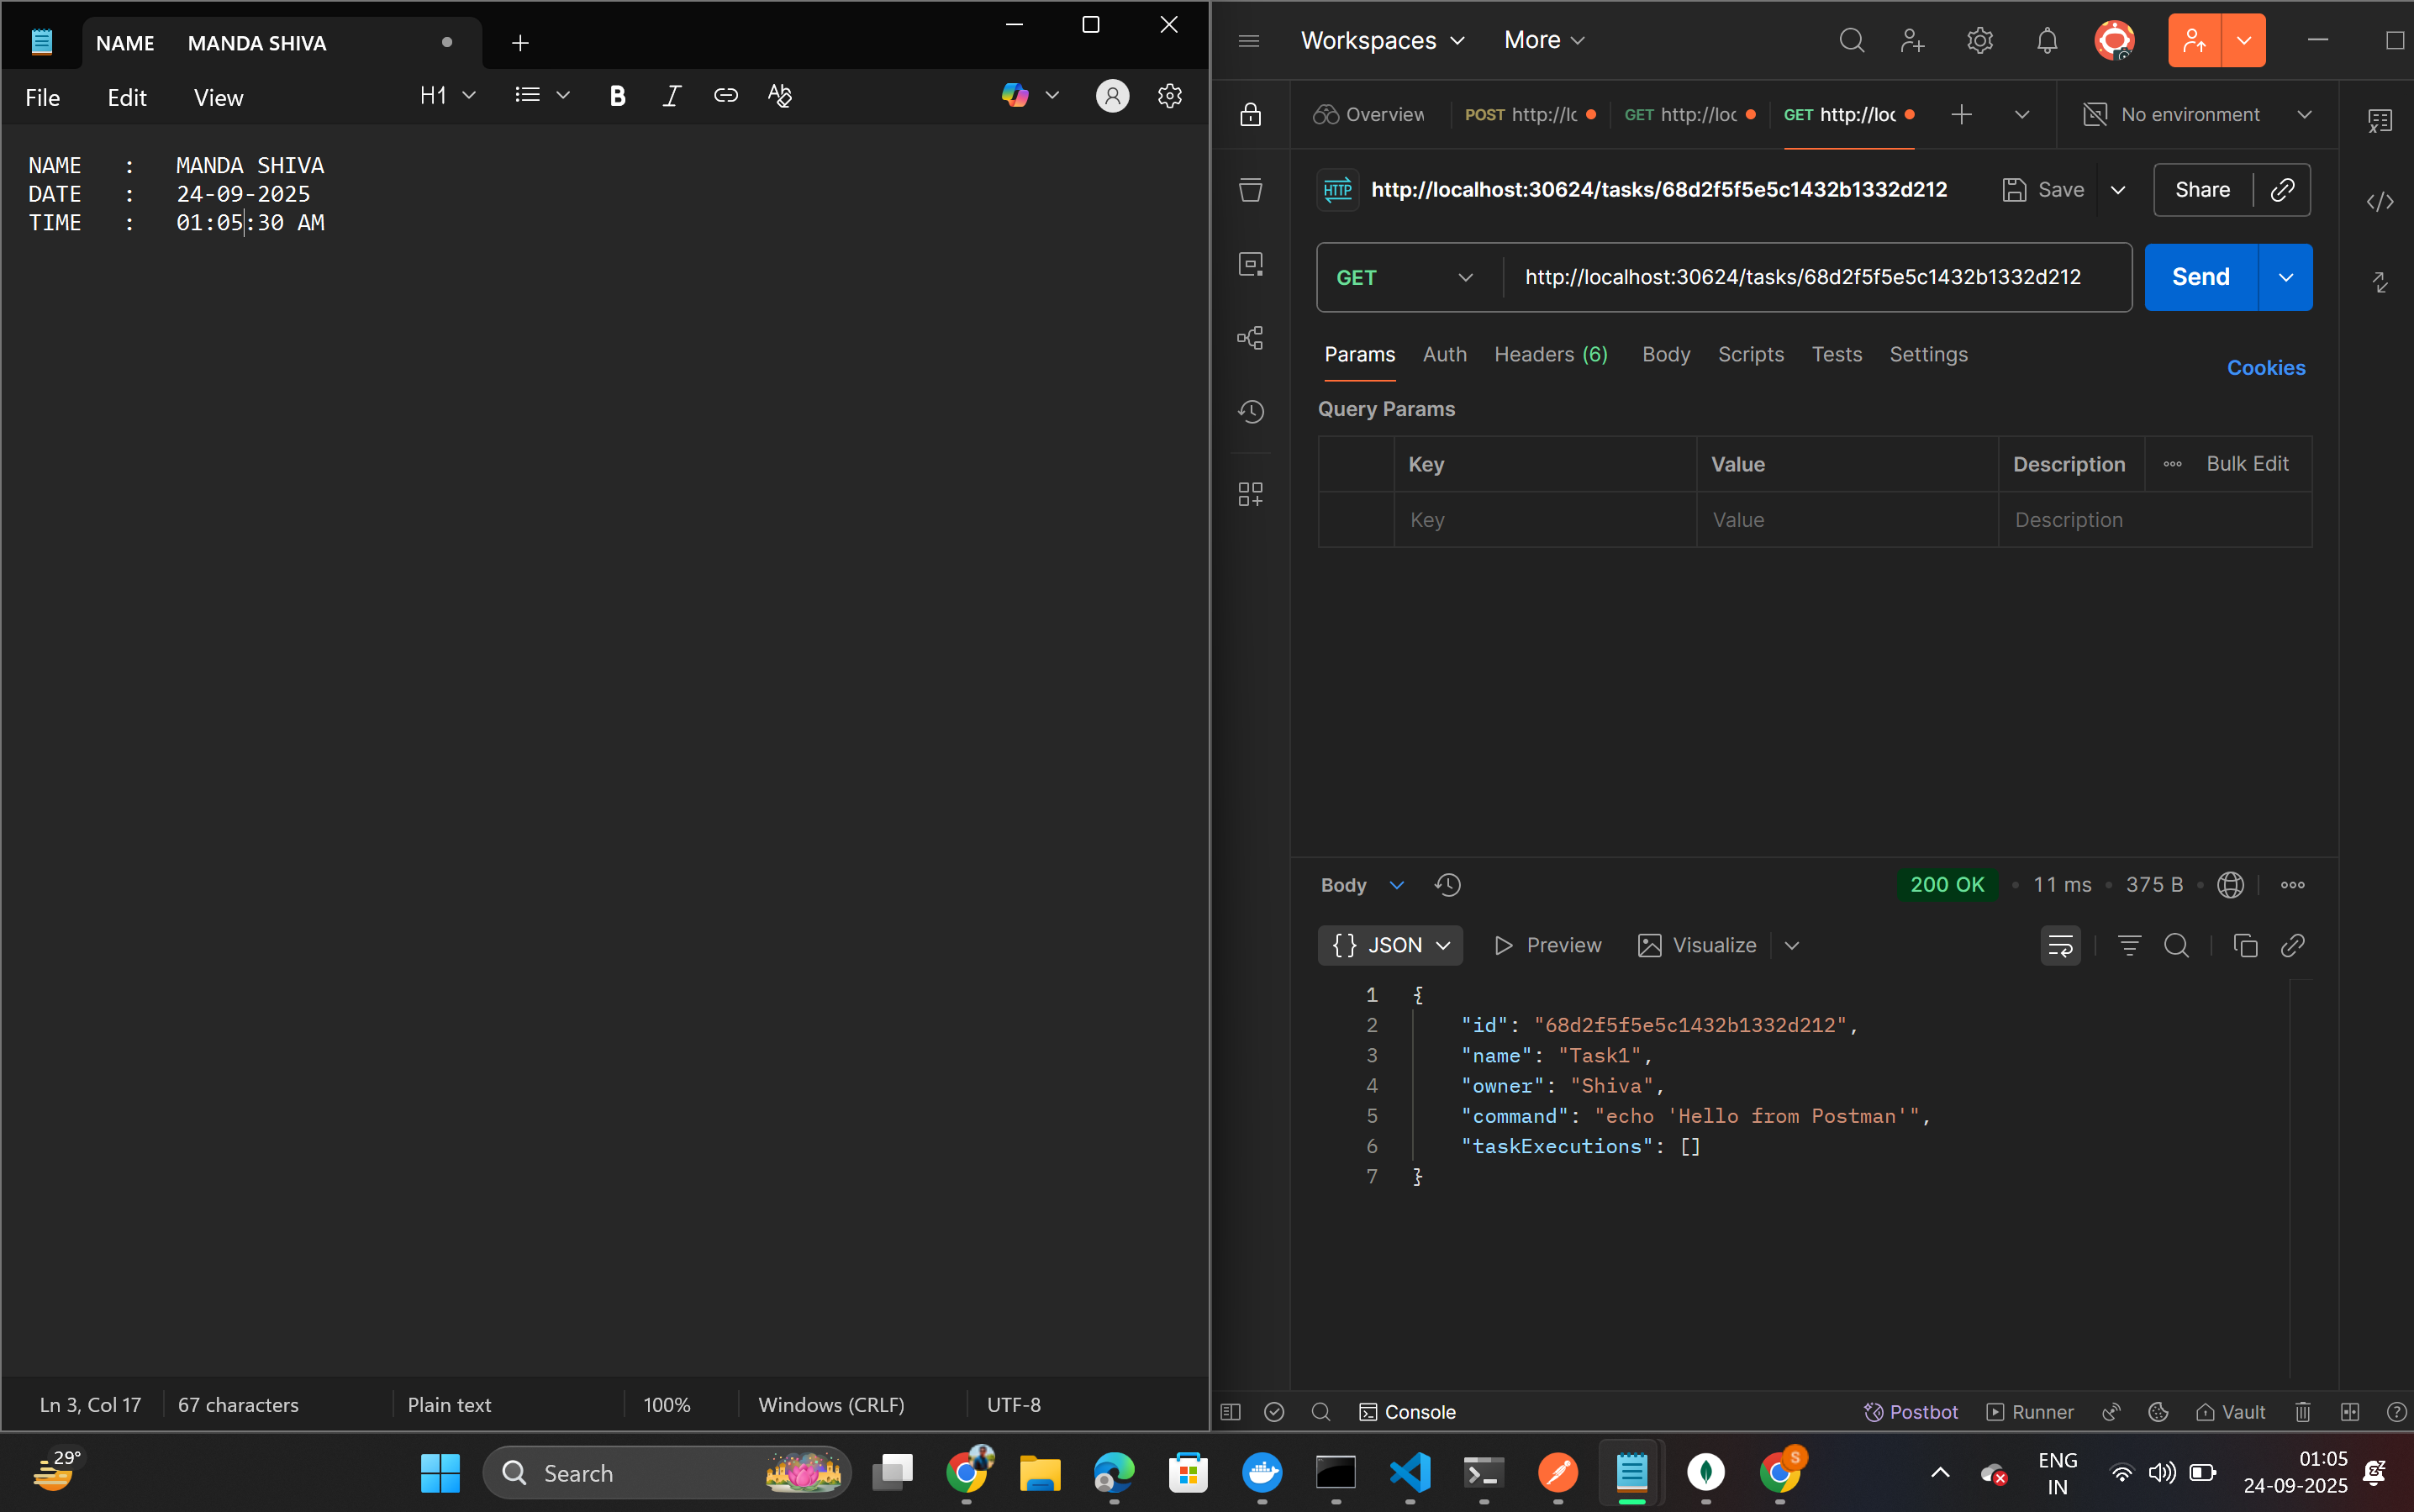 NAME MANDA SHIVA
File Edit View H1 B I
NAME : MANDA SHIVA
DATE : 24-09-2025
TIME : 01:05:30 AM
Ln 3, Col 17 67 characters Plain text 100% Windows (CRLF) UTF-8
Workspaces More
Overview POST http://lc GET http://loc GET http://loc No environment
HTTP http://localhost:30624/tasks/68d2f5f5e5c1432b1332d212 Save Share
GET http://localhost:30624/tasks/68d2f5f5e5c1432b1332d212 Send
Params Auth Headers (6) Body Scripts Tests Settings Cookies
Query Params
Key Value Description Bulk Edit
Key Value Description
Body 200 OK 11 ms 375 B
{} JSON Preview Visualize
1 {
2 "id": "68d2f5f5e5c1432b1332d212",
3 "name": "Task1",
4 "owner": "Shiva",
5 "command": "echo 'Hello from Postman'",
6 "taskExecutions": []
7 }
Console Postbot Runner Vault
29° Search S ENG IN 01:05
24-09-2025